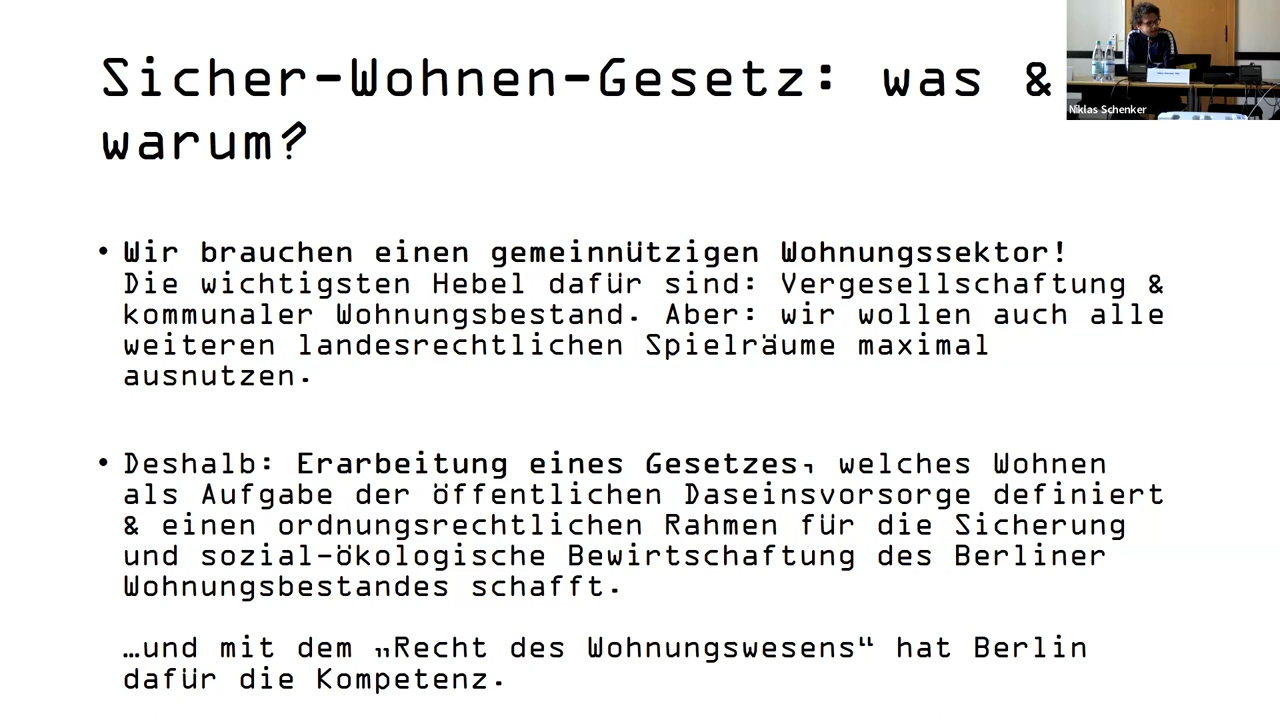 Sicher-Wohnen-Gesetz: was &
warum?
Niklas Schenker
• Wir brauchen einen gemeinnützigen Wohnungssektor!
Die wichtigsten Hebel dafür sind: Vergesellschaftung &
kommunaler Wohnungsbestand. Aber: wir wollen auch alle
weiteren landesrechtlichen Spielräume maximal
ausnutzen.
• Deshalb: Erarbeitung eines Gesetzes, welches Wohnen
als Aufgabe der öffentlichen Daseinsvorsorge definiert
& einen ordnungsrechtlichen Rahmen für die Sicherung
und sozial-ökologische Bewirtschaftung des Berliner
Wohnungsbestandes schafft.
…und mit dem „Recht des Wohnungswesens“ hat Berlin
dafür die Kompetenz.